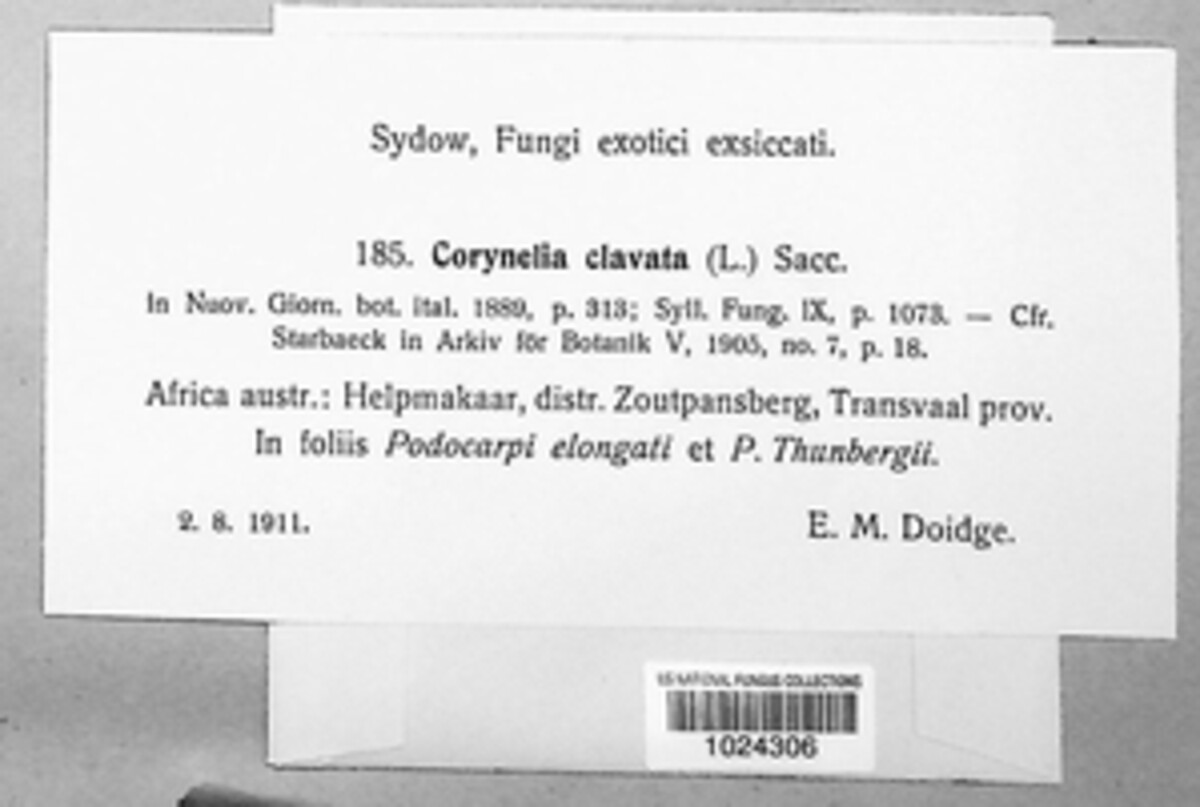 Sydow, Fungi exotici exsiccati.
185. Corynelia clavata (L.) Sacc.
In Nuov. Giorn. bot. ital. 1889, p. 313; Syll. Fung. IX, p. 1073. — Cfr.
Starbaeck in Arkiv för Botanik V, 1905, no. 7, p. 18.
Africa austr.: Helpmakaar, distr. Zoutpansberg, Transvaal prov.
In foliis Podocarpi elongati et P. Thunbergii.
2. 8. 1911. E. M. Doidge.
US NATIONAL FUNGUS COLLECTIONS
1024306